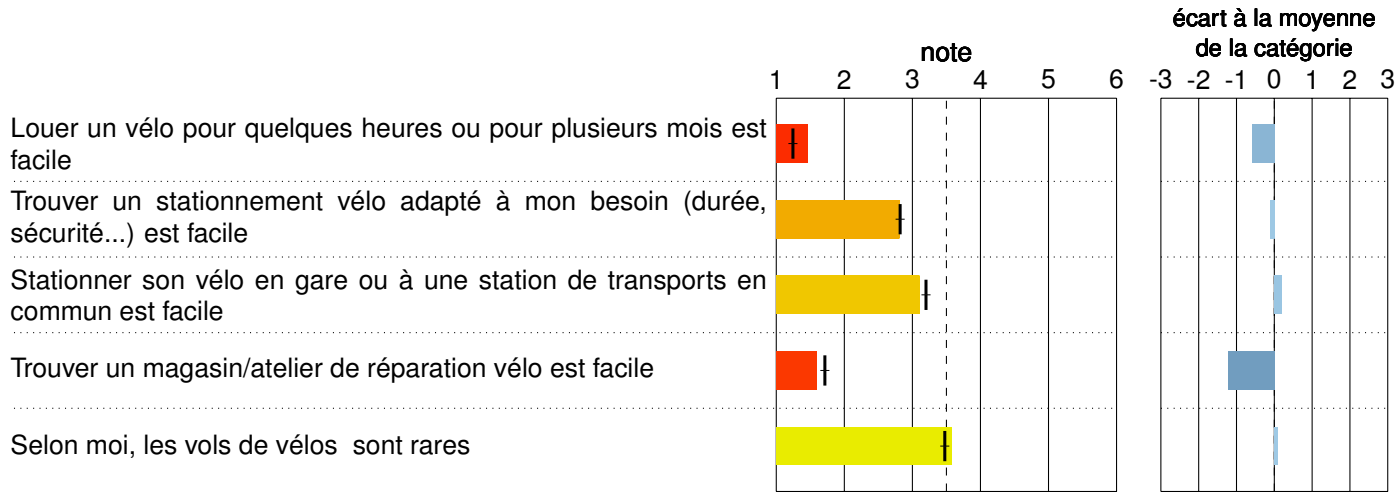 écart à la moyenne
de la catégorie
note
1 2 3 4 5 6
-3 -2 -1 0 1 2 3
Louer un vélo pour quelques heures ou pour plusieurs mois est
facile
Trouver un stationnement vélo adapté à mon besoin (durée,
sécurité...) est facile
Stationner son vélo en gare ou à une station de transports en
commun est facile
Trouver un magasin/atelier de réparation vélo est facile
Selon moi, les vols de vélos sont rares